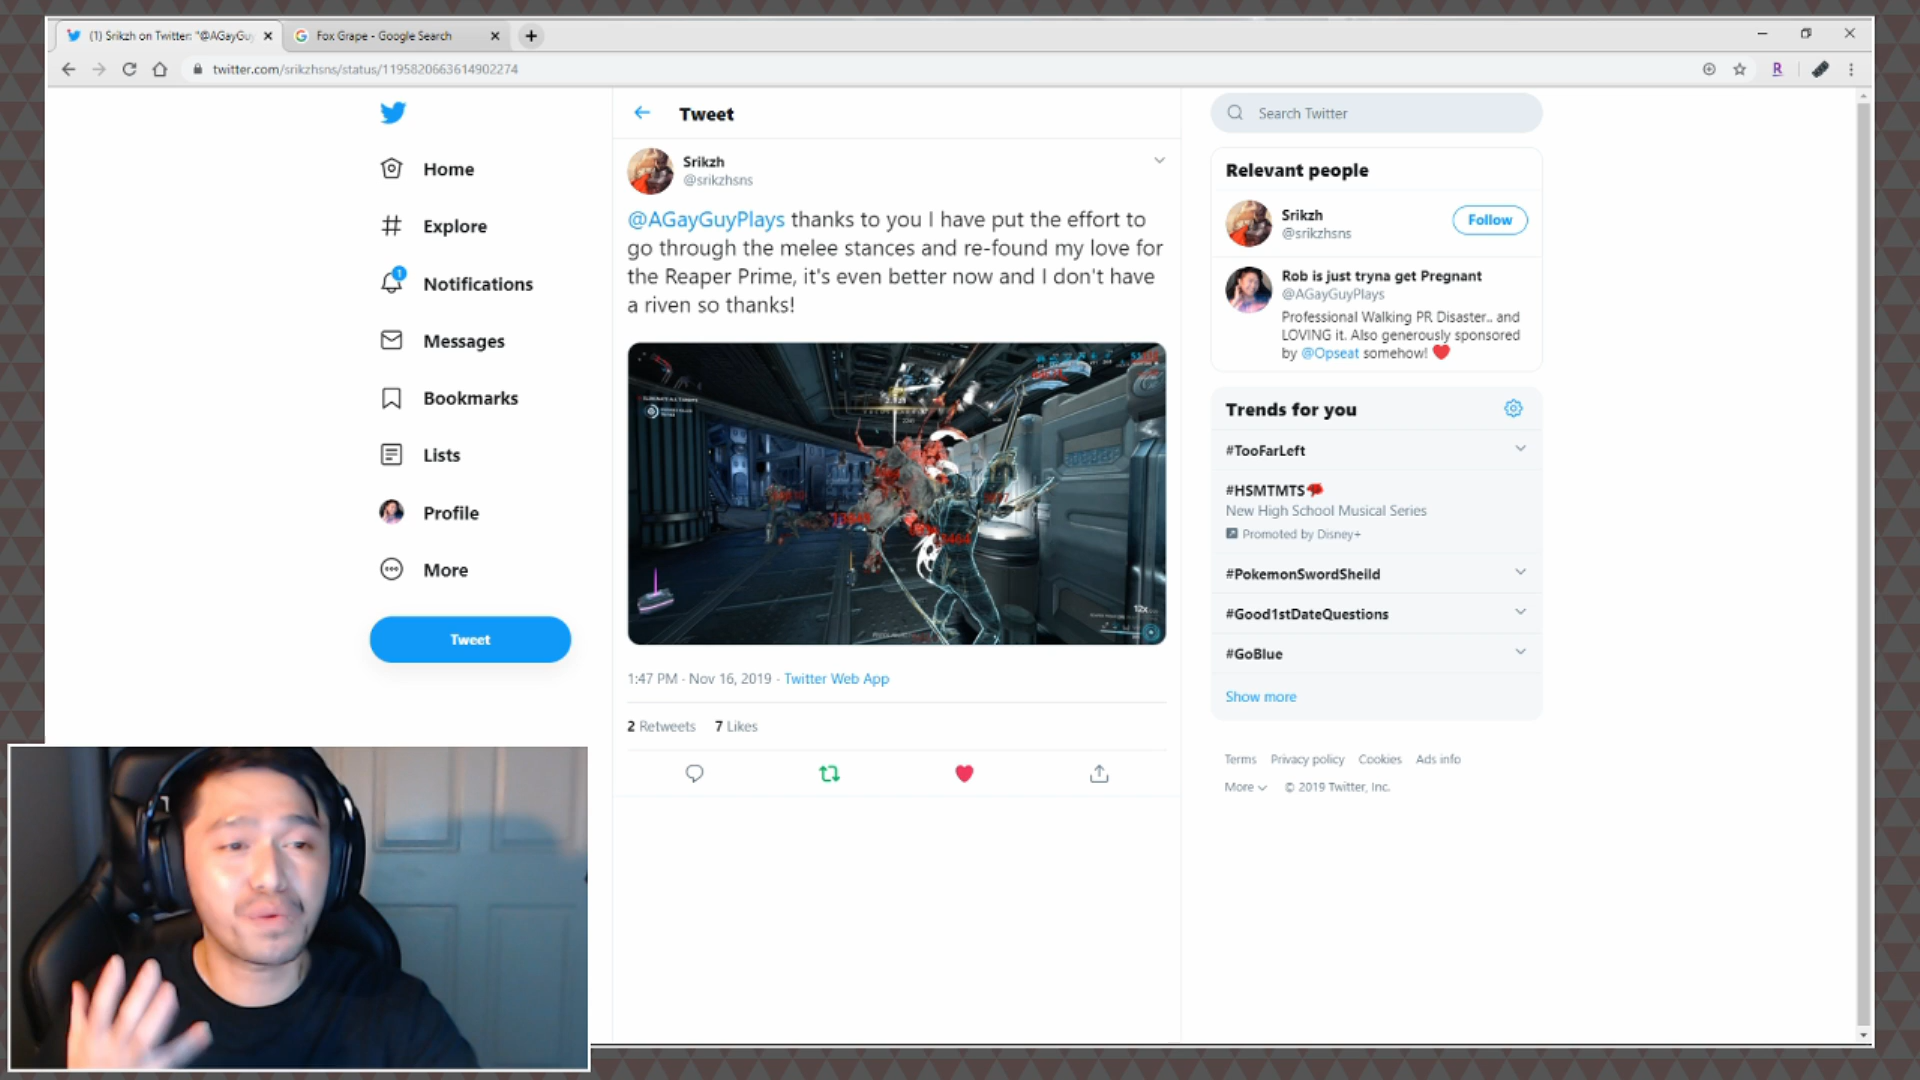 (1) Srikzh on Twitter: "@AGayGu
Fox Grape - Google Search
twitter.com/srikzhsns/status/1195820663614902274
Home
Explore
1
Notifications
Messages
Bookmarks
Lists
Profile
More
Tweet
Tweet
Srikzh
@srikzhsns
@AGayGuyPlays thanks to you I have put the effort to
go through the melee stances and re-found my love for
the Reaper Prime, it's even better now and I don't have
a riven so thanks!
12x
1:47 PM · Nov 16, 2019 · Twitter Web App
2 Retweets 7 Likes
Search Twitter
Relevant people
Srikzh
@srikzhsns
Follow
Rob is just tryna get Pregnant
@AGayGuyPlays
Professional Walking PR Disaster.. and
LOVING it. Also generously sponsored
by @Opseat somehow! ❤️
Trends for you
#TooFarLeft
#HSMTMTS
New High School Musical Series
Promoted by Disney+
#PokemonSwordSheild
#Good1stDateQuestions
#GoBlue
Show more
Terms Privacy policy Cookies Ads info
More © 2019 Twitter, Inc.